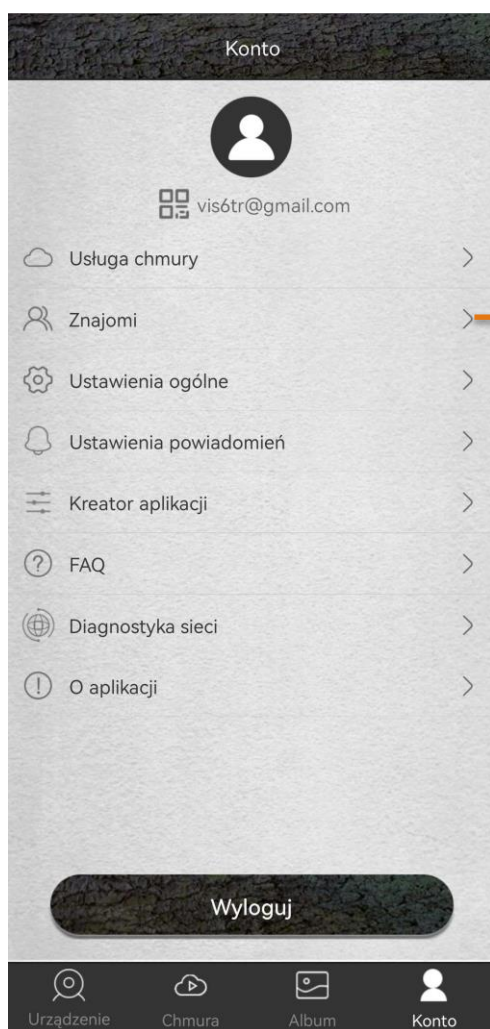 Konto
vis6tr@gmail.com
Usługa chmury
Znajomi
Ustawienia ogólne
Ustawienia powiadomień
Kreator aplikacji
FAQ
Diagnostyka sieci
O aplikacji
Wyloguj
Urządzenie Chmura Album Konto